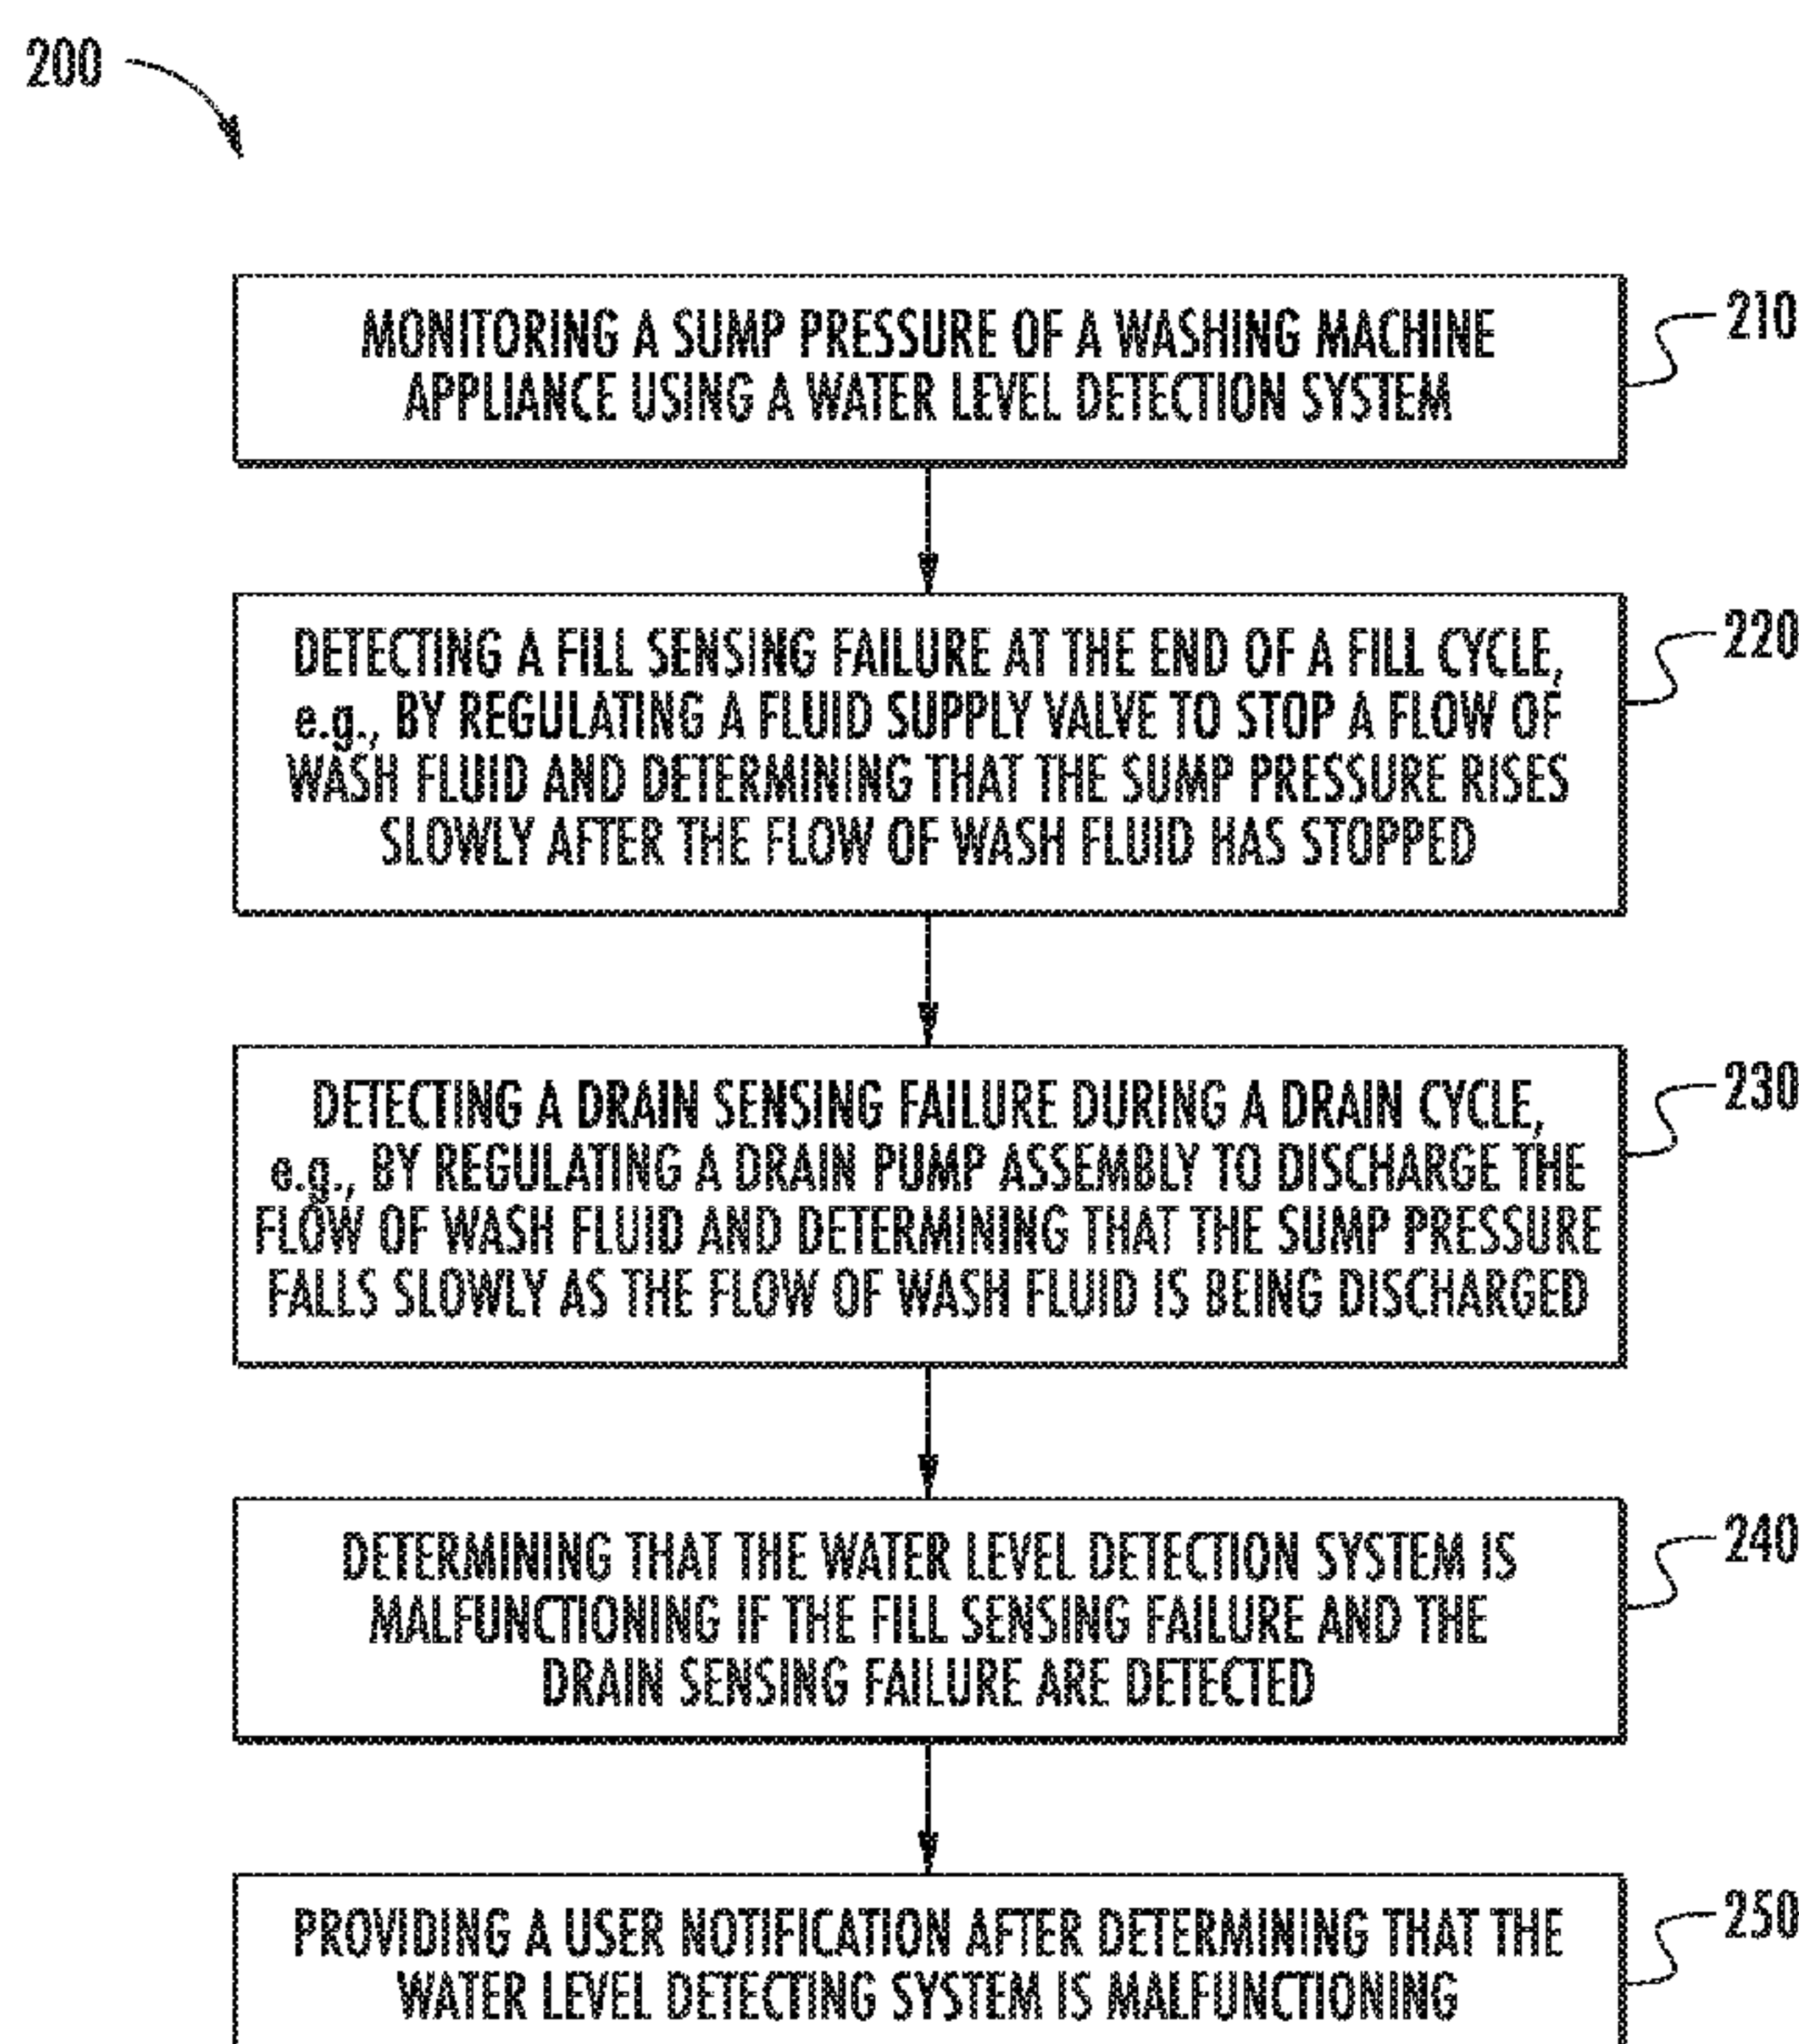 200
MONITORING A SUMP PRESSURE OF A WASHING MACHINE
APPLIANCE USING A WATER LEVEL DETECTION SYSTEM
210
DETECTING A FILL SENSING FAILURE AT THE END OF A FILL CYCLE,
e.g., BY REGULATING A FLUID SUPPLY VALVE TO STOP A FLOW OF
WASH FLUID AND DETERMINING THAT THE SUMP PRESSURE RISES
SLOWLY AFTER THE FLOW OF WASH FLUID HAS STOPPED
220
DETECTING A DRAIN SENSING FAILURE DURING A DRAIN CYCLE,
e.g., BY REGULATING A DRAIN PUMP ASSEMBLY TO DISCHARGE THE
FLOW OF WASH FLUID AND DETERMINING THAT THE SUMP PRESSURE
FALLS SLOWLY AS THE FLOW OF WASH FLUID IS BEING DISCHARGED
230
DETERMINING THAT THE WATER LEVEL DETECTION SYSTEM IS
MALFUNCTIONING IF THE FILL SENSING FAILURE AND THE
DRAIN SENSING FAILURE ARE DETECTED
240
PROVIDING A USER NOTIFICATION AFTER DETERMINING THAT THE
WATER LEVEL DETECTING SYSTEM IS MALFUNCTIONING
250